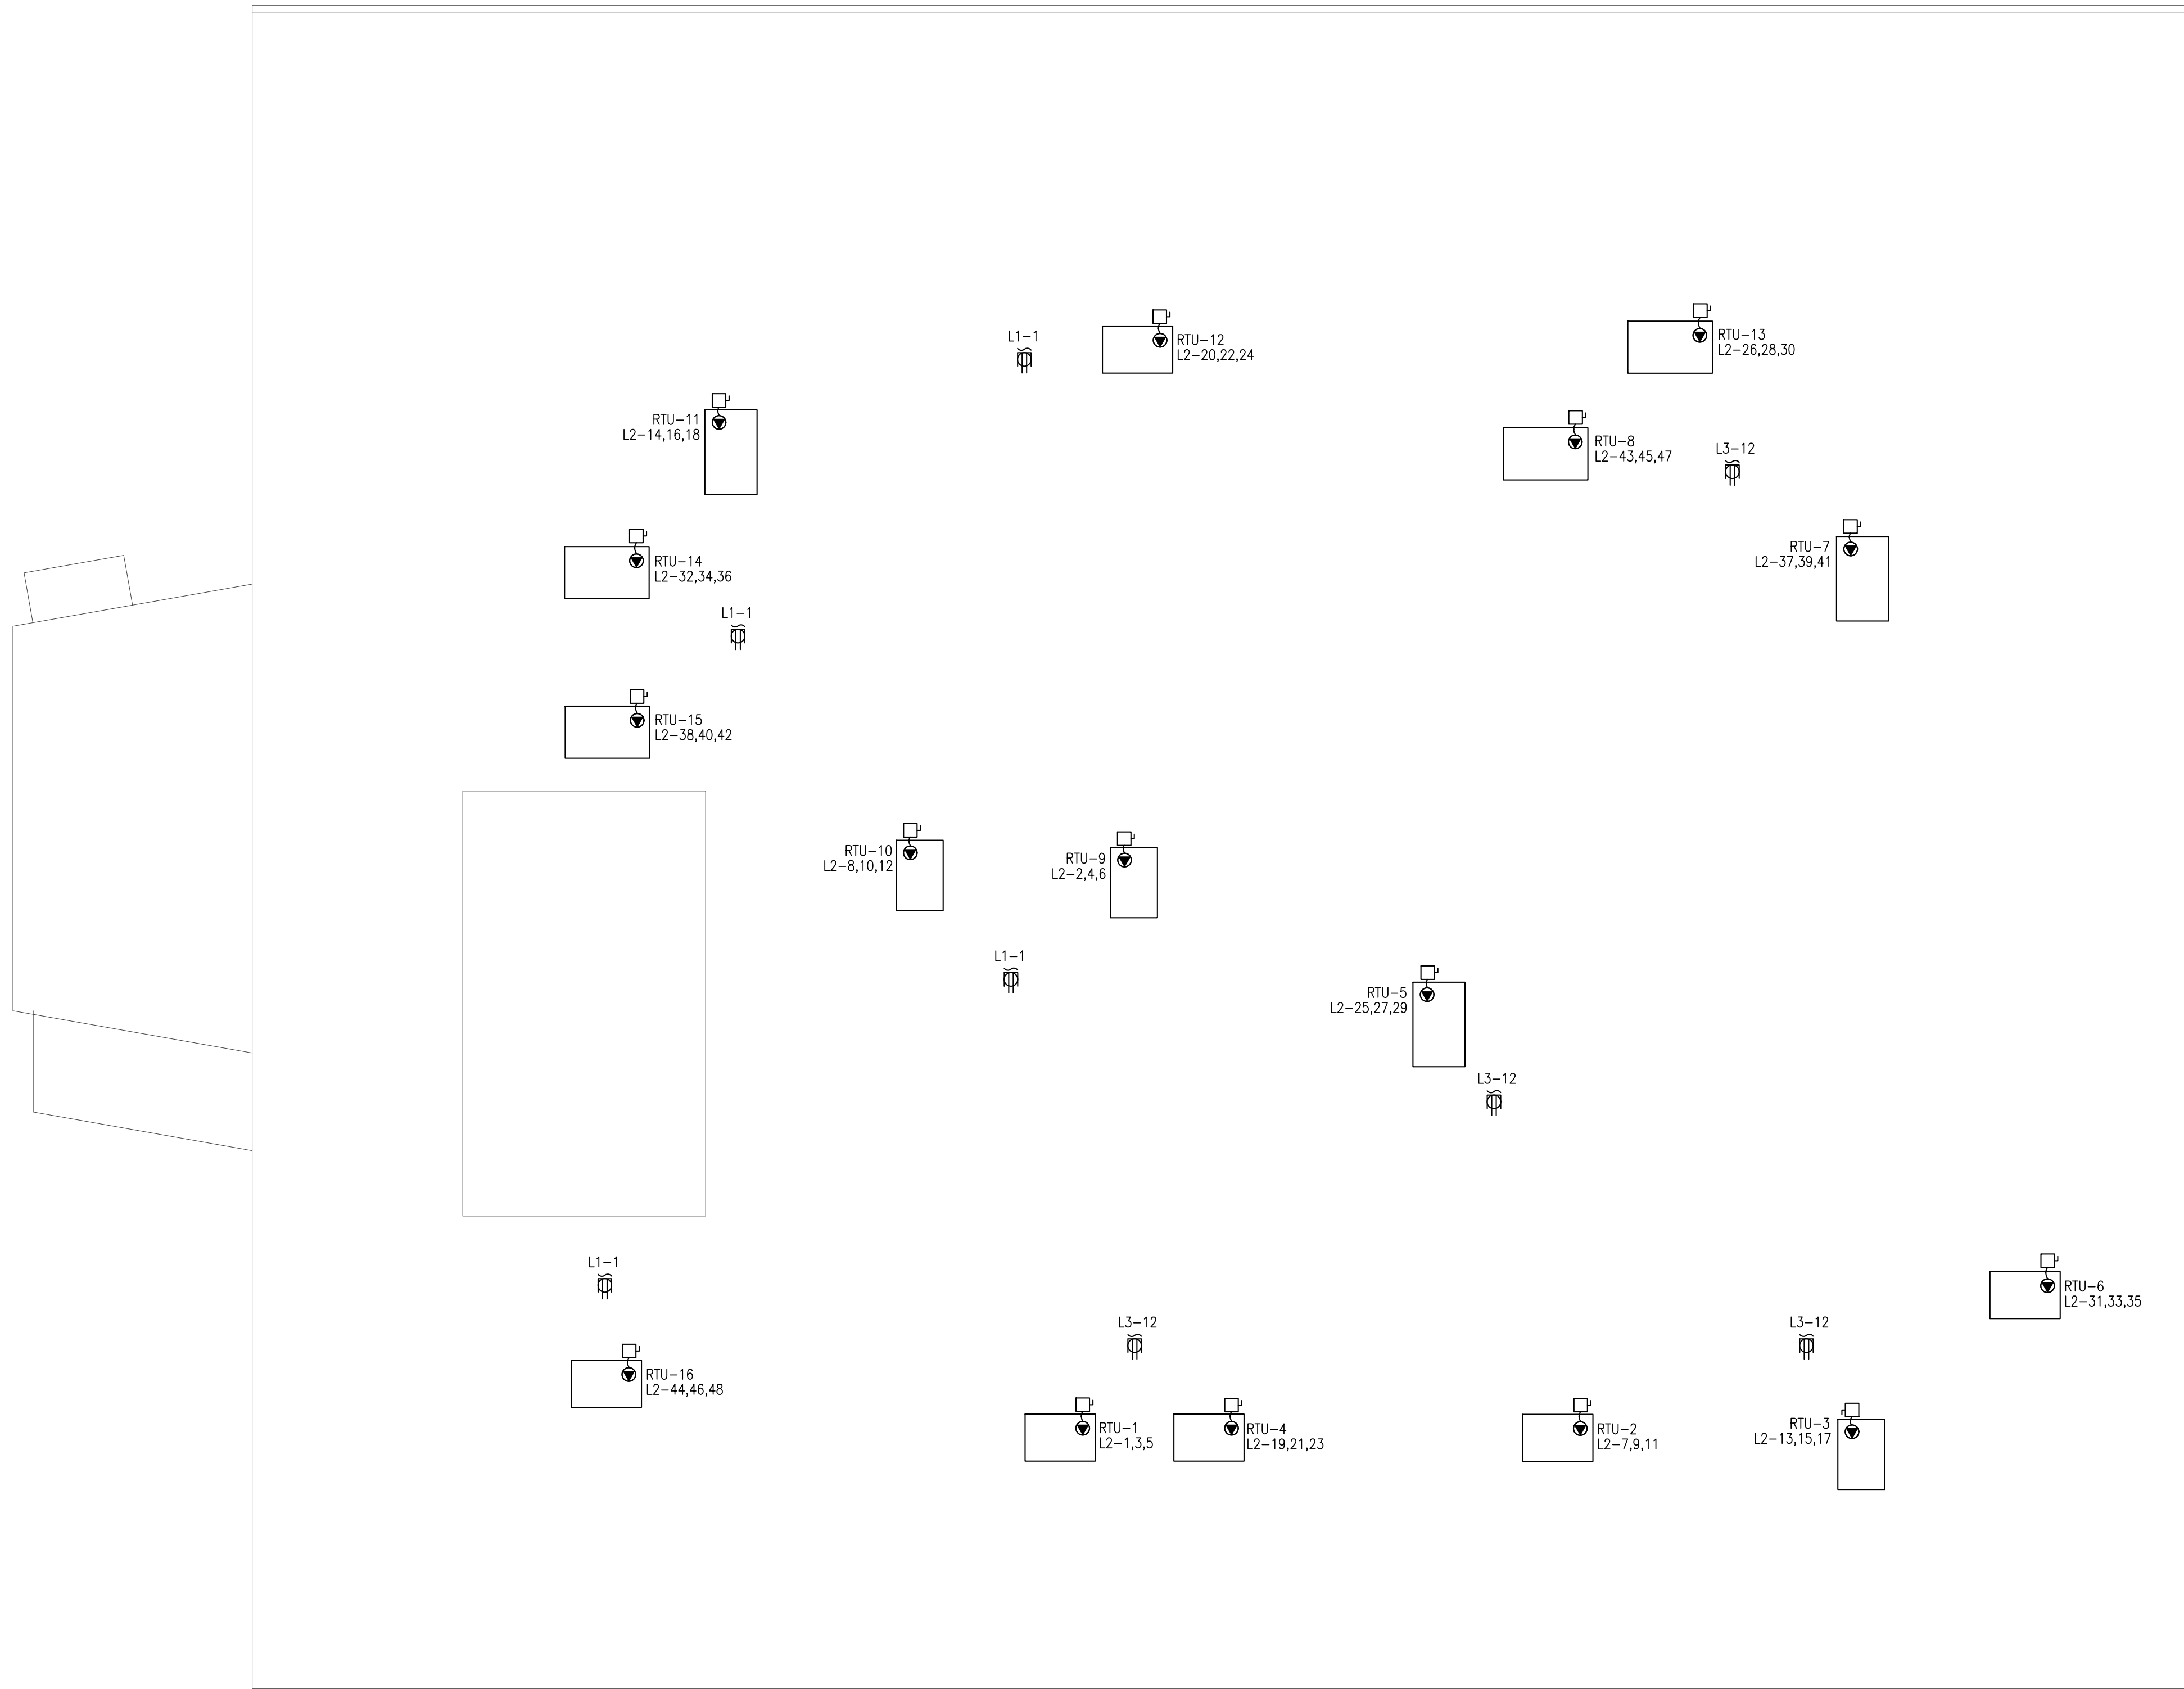 L1-1
RTU-12
L2-20,22,24
RTU-13
L2-26,28,30
RTU-11
L2-14,16,18
RTU-8
L2-43,45,47
L3-12
RTU-14
L2-32,34,36
RTU-7
L2-37,39,41
L1-1
RTU-15
L2-38,40,42
RTU-10
L2-8,10,12
RTU-9
L2-2,4,6
L1-1
RTU-5
L2-25,27,29
L3-12
L1-1
RTU-6
L2-31,33,35
L3-12
L3-12
RTU-16
L2-44,46,48
RTU-1
L2-1,3,5
RTU-4
L2-19,21,23
RTU-2
L2-7,9,11
RTU-3
L2-13,15,17